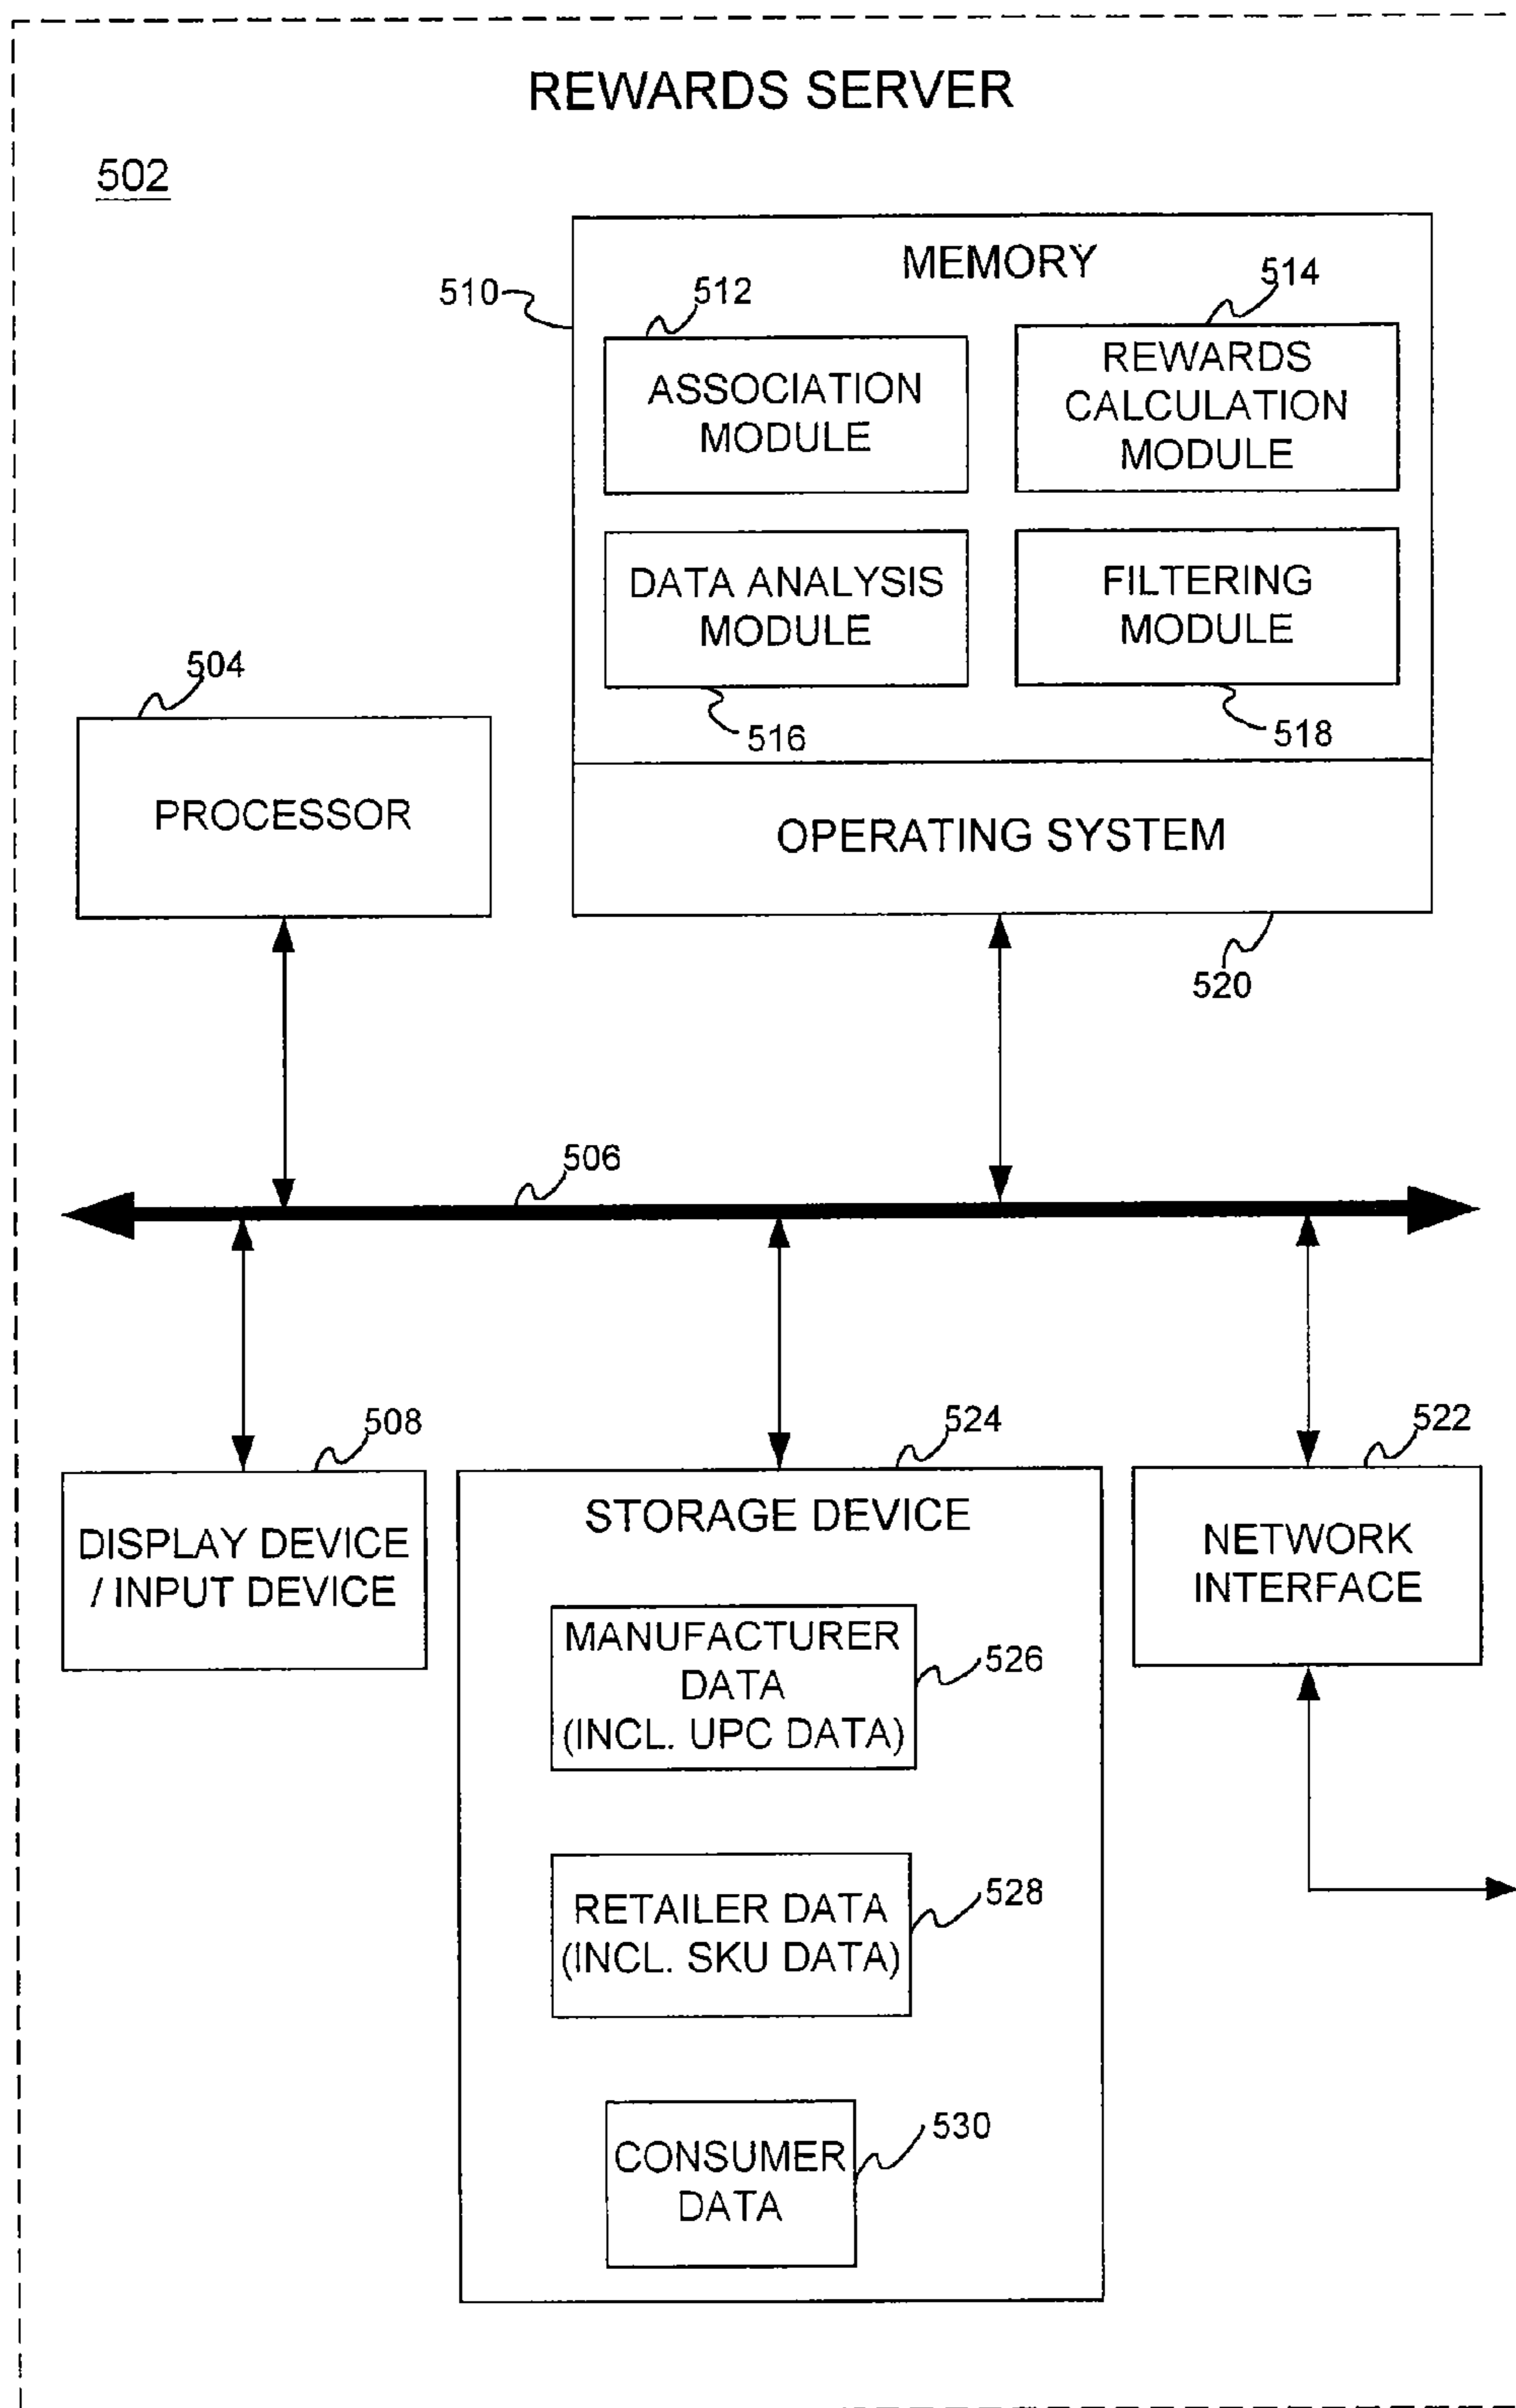 REWARDS SERVER
502
MEMORY
510
512
514
ASSOCIATION
MODULE
REWARDS
CALCULATION
MODULE
DATA ANALYSIS
MODULE
FILTERING
MODULE
504
516
518
PROCESSOR
OPERATING SYSTEM
520
506
508
524
522
DISPLAY DEVICE
/ INPUT DEVICE
STORAGE DEVICE
NETWORK
INTERFACE
MANUFACTURER
DATA
(INCL. UPC DATA)
526
RETAILER DATA
(INCL. SKU DATA)
528
CONSUMER
DATA
530